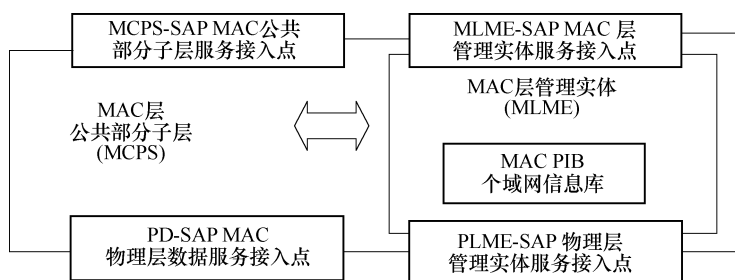 MCPS-SAP MAC公共
部分子层服务接入点
MLME-SAP MAC 层
管理实体服务接入点
MAC层
公共部分子层
(MCPS)
MAC层管理实体
(MLME)
MAC PIB
个域网信息库
PD-SAP MAC
物理层数据服务接入点
PLME-SAP 物理层
管理实体服务接入点